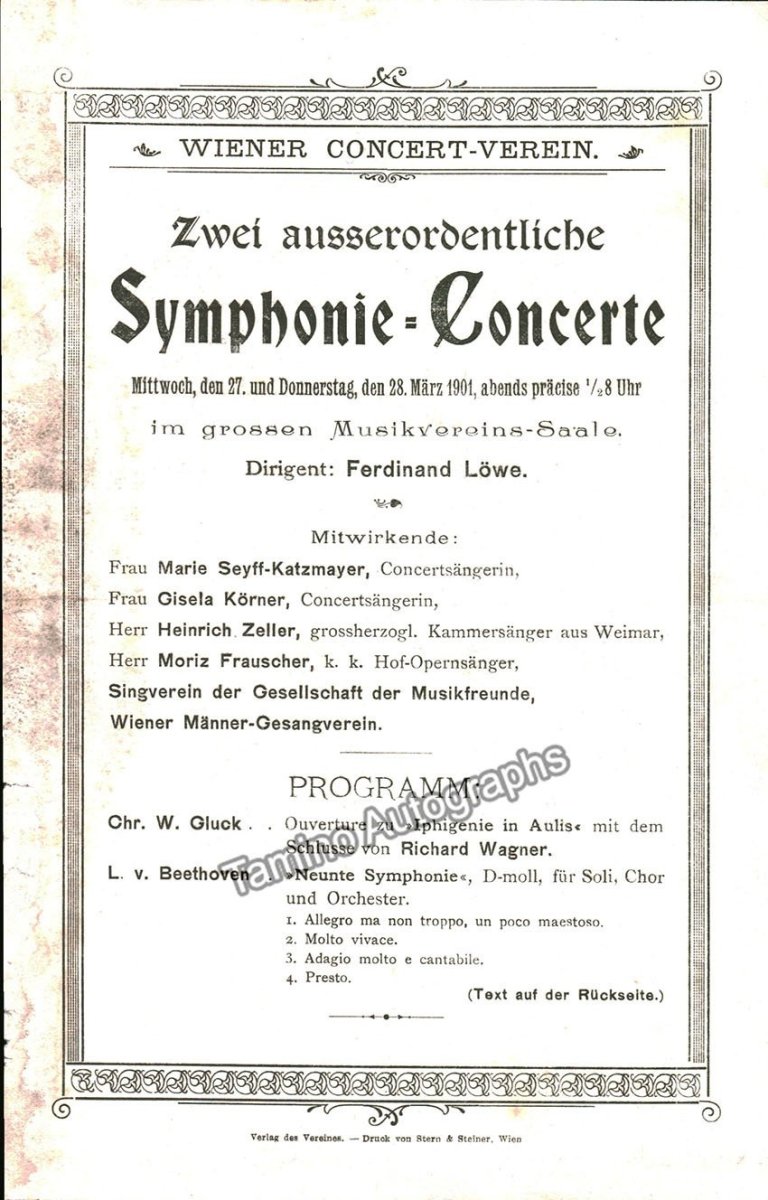 WIENER CONCERT-VEREIN.
Zwei ausserordentliche
Symphonie-Concerte
Mittwoch, den 27. und Donnerstag, den 28. März 1901, abends präcise 1/28 Uhr
im grossen Musikvereins-Saale.
Dirigent: Ferdinand Löwe.
Mitwirkende:
Frau Marie Seyff-Katzmayer, Concertsängerin,
Frau Gisela Körner, Concertsängerin,
Herr Heinrich Zeller, grossherzogl. Kammersänger aus Weimar,
Herr Moriz Frauscher, k. k. Hof-Opernsänger,
Singverein der Gesellschaft der Musikfreunde,
Wiener Männer-Gesangverein.
PROGRAMM:
Chr. W. Gluck . . Ouverture zu »Iphigenie in Aulis« mit dem
Schlusse von Richard Wagner.
L. v. Beethoven . »Neunte Symphonie«, D-moll, für Soli, Chor
und Orchester.
1. Allegro ma non troppo, un poco maestoso.
2. Molto vivace.
3. Adagio molto e cantabile.
4. Presto.
(Text auf der Rückseite.)
Verlag des Vereines. — Druck von Stern & Steiner, Wien
Tamino Autographs